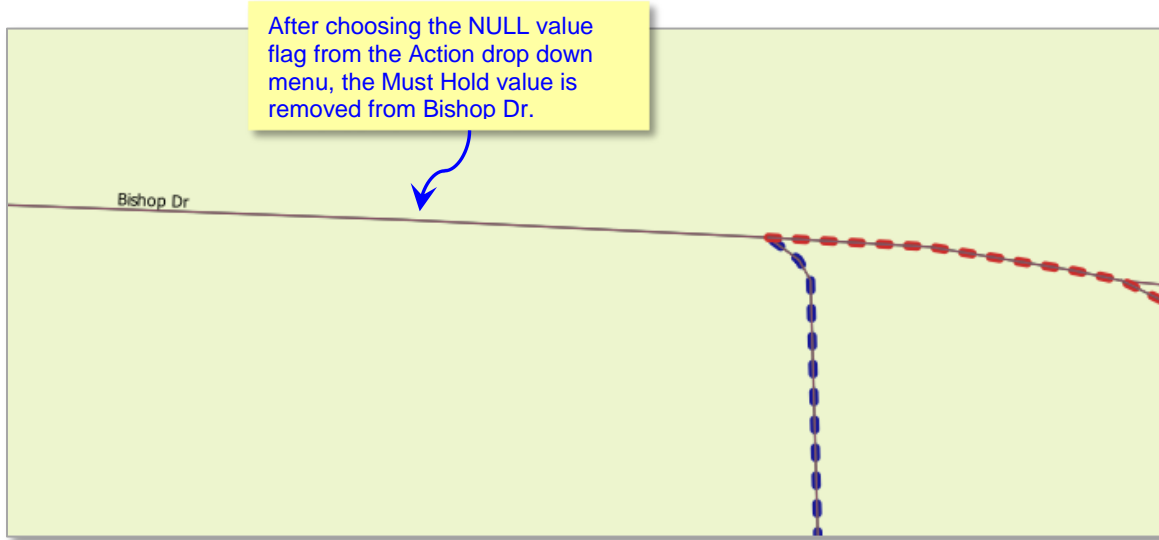 After choosing the NULL value
flag from the Action drop down
menu, the Must Hold value is
removed from Bishop Dr.
Bishop Dr